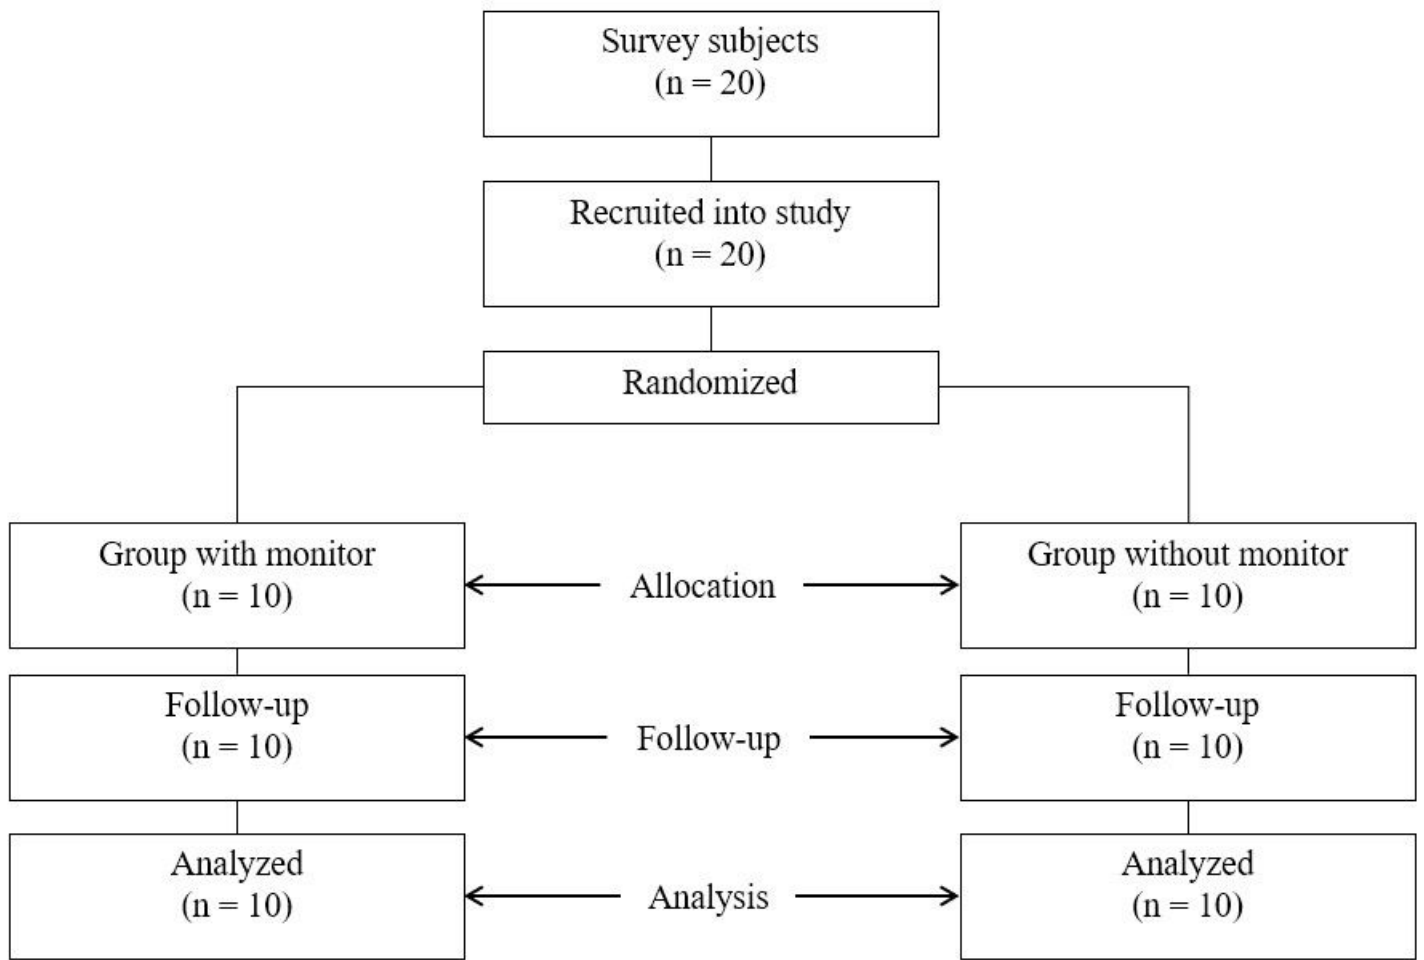 Survey subjects
(n = 20)
Recruited into study
(n = 20)
Randomized
Group with monitor
(n = 10)
Allocation
Group without monitor
(n = 10)
Follow-up
(n = 10)
Follow-up
Follow-up
(n = 10)
Analyzed
(n = 10)
Analysis
Analyzed
(n = 10)